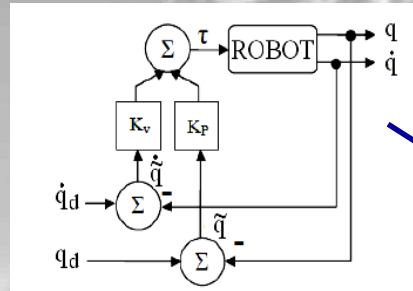 Σ τ ROBOT q
q̇
Kv KP
q̃̇
q̇d Σ -
q̃
qd Σ -